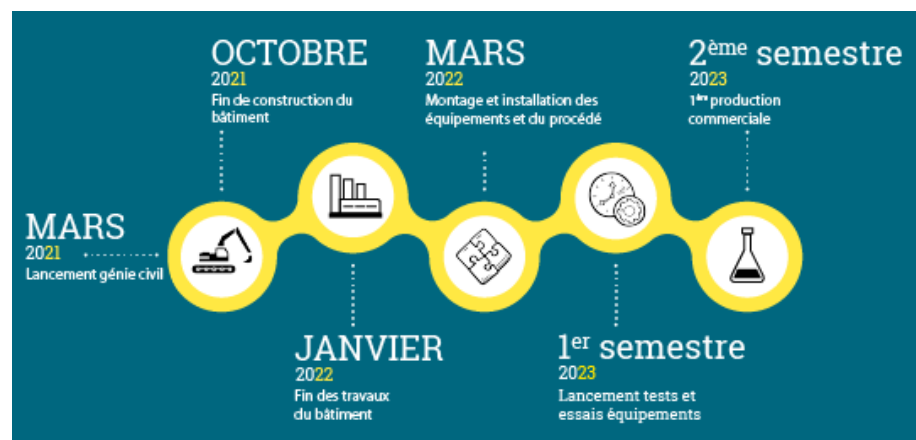 MARS
2021
Lancement génie civil
OCTOBRE
2021
Fin de construction du
bâtiment
JANVIER
2022
Fin des travaux
du bâtiment
MARS
2022
Montage et installation des
équipements et du procédé
1er semestre
2023
Lancement tests et
essais équipements
2ème semestre
2023
1ère production
commerciale